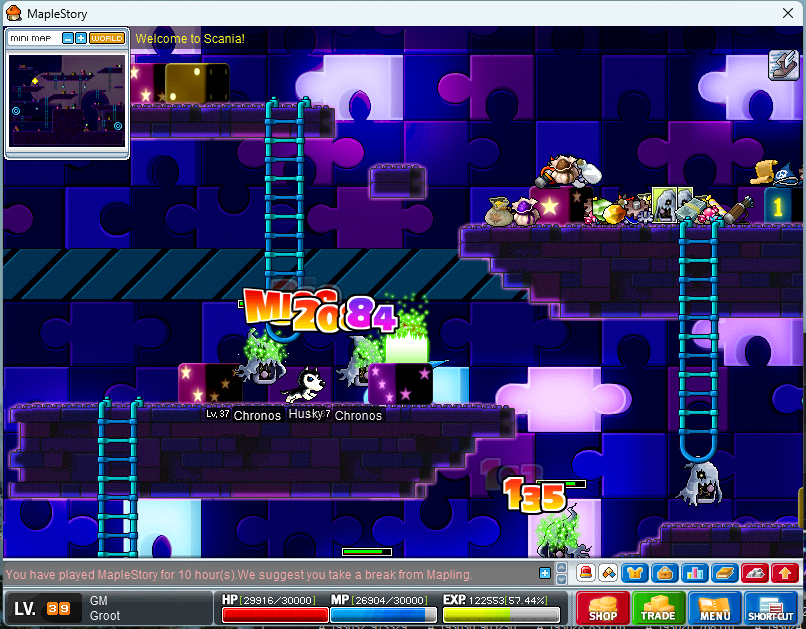 MapleStory
MINI MAP
WORLD
Welcome to Scania!
1
84
Lv. 37 Chronos
Husky
Chronos
135
You have played MapleStory for 10 hour(s).We suggest you take a break from Mapling.
LV. 39
GM
Groot
HP[29916/30000]
MP[26904/30000]
EXP 122553[57.44%]
SHOP
TRADE
MENU
SHORTCUT